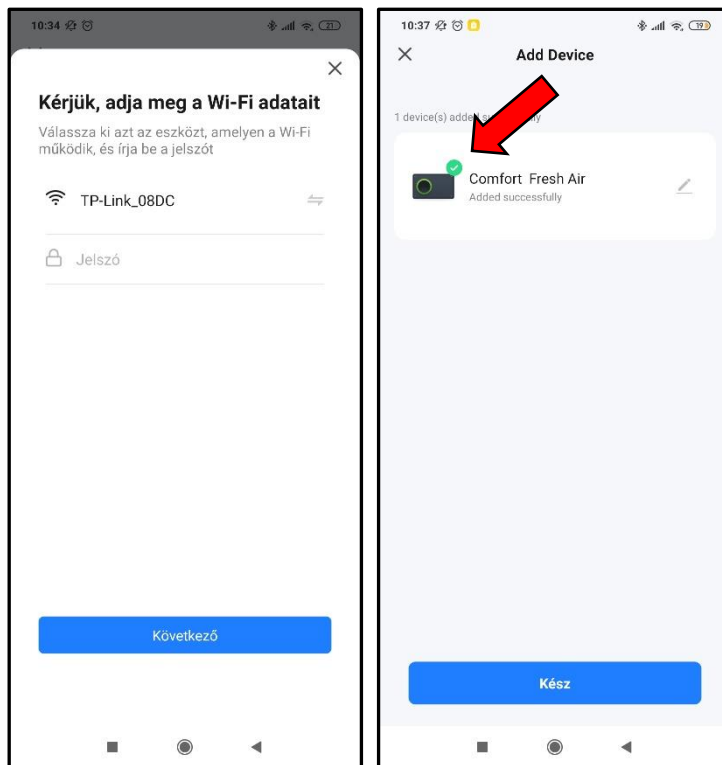 10:34
21
Kérjük, adja meg a Wi-Fi adatait
Válassza ki azt az eszközt, amelyen a Wi-Fi
működik, és írja be a jelszót
TP-Link_08DC
Jelszó
Következő
10:37
19
Add Device
1 device(s) added
Comfort Fresh Air
Added successfully
Kész